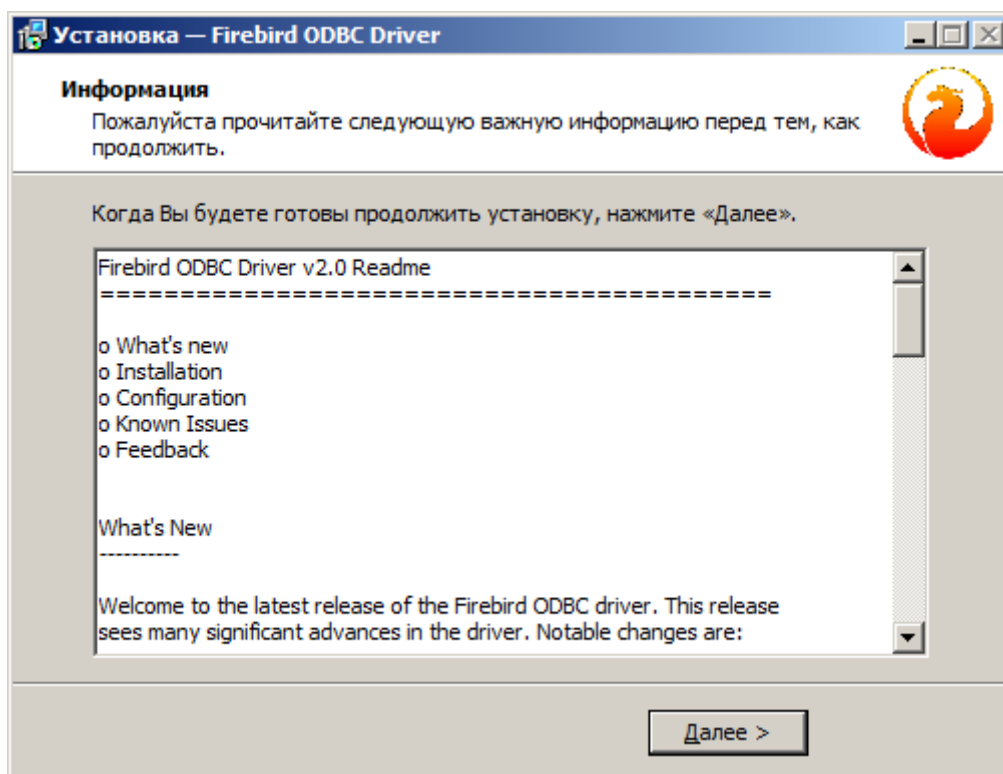 Установка — Firebird ODBC Driver
Информация
Пожалуйста прочитайте следующую важную информацию перед тем, как
продолжить.
Когда Вы будете готовы продолжить установку, нажмите «Далее».
Firebird ODBC Driver v2.0 Readme
==========================================
o What's new
o Installation
o Configuration
o Known Issues
o Feedback
What's New
----------
Welcome to the latest release of the Firebird ODBC driver. This release
sees many significant advances in the driver. Notable changes are:
Далее >